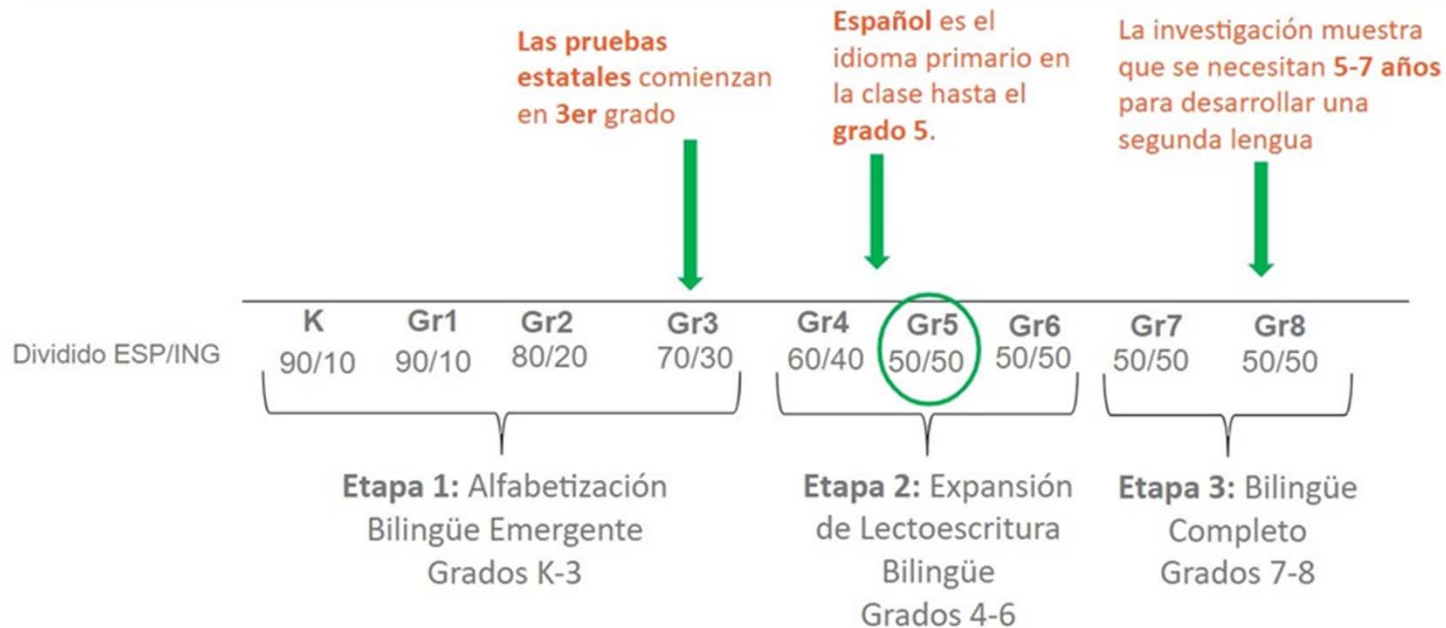 Las pruebas
estatales comienzan
en 3er grado
Español es el
idioma primario en
la clase hasta el
grado 5.
La investigación muestra
que se necesitan 5-7 años
para desarrollar una
segunda lengua
K Gr1 Gr2 Gr3 Gr4 Gr5 Gr6 Gr7 Gr8
Dividido ESP/ING 90/10 90/10 80/20 70/30 60/40 50/50 50/50 50/50 50/50
Etapa 1: Alfabetización
Bilingüe Emergente
Grados K-3
Etapa 2: Expansión
de Lectoescritura
Bilingüe
Grados 4-6
Etapa 3: Bilingüe
Completo
Grados 7-8